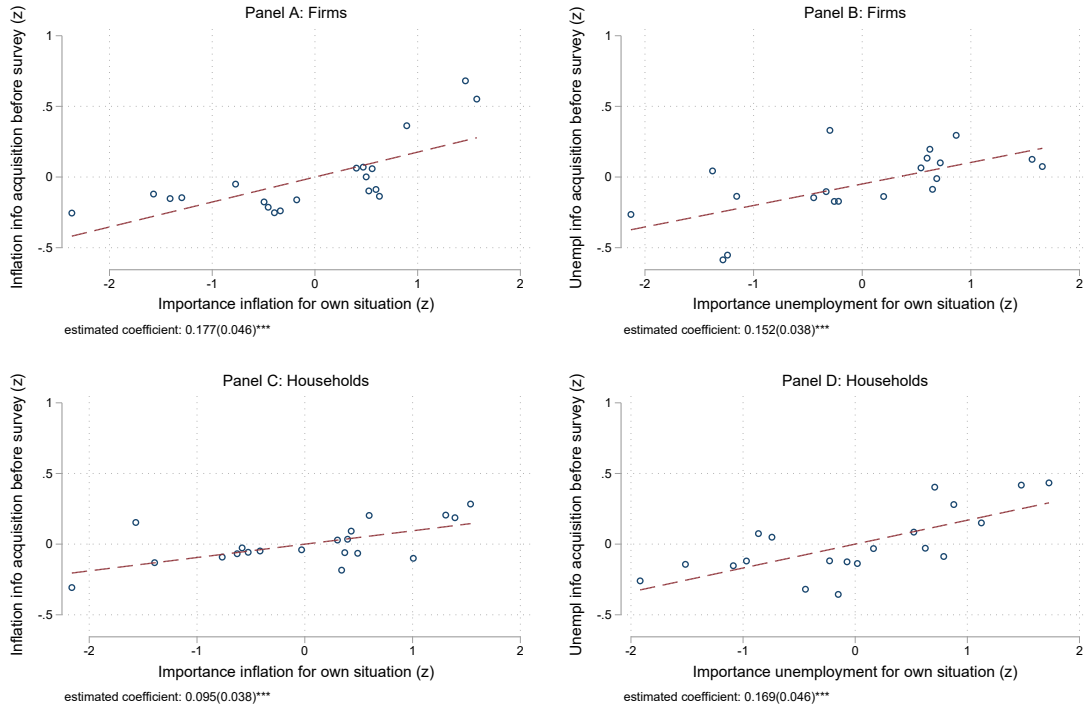 Panel A: Firms
Inflation info acquisition before survey (z)
1
.5
0
-.5
-2 -1 0 1 2
Importance inflation for own situation (z)
estimated coefficient: 0.177(0.046)***
Panel B: Firms
Unempl info acquisition before survey (z)
1
.5
0
-.5
-2 -1 0 1 2
Importance unemployment for own situation (z)
estimated coefficient: 0.152(0.038)***
Panel C: Households
Inflation info acquisition before survey (z)
1
.5
0
-.5
-2 -1 0 1 2
Importance inflation for own situation (z)
estimated coefficient: 0.095(0.038)***
Panel D: Households
Unempl info acquisition before survey (z)
1
.5
0
-.5
-2 -1 0 1 2
Importance unemployment for own situation (z)
estimated coefficient: 0.169(0.046)***